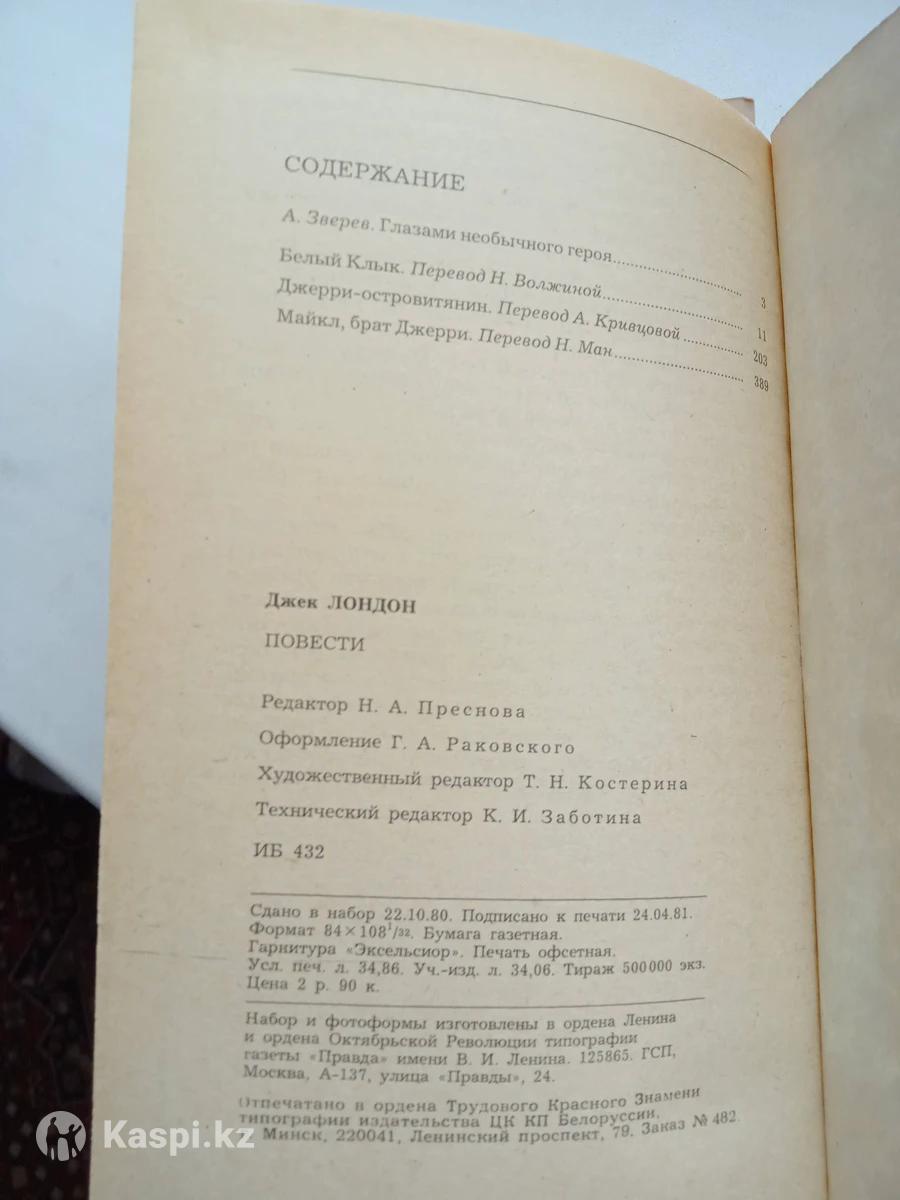 СОДЕРЖАНИЕ
А. Зверев. Глазами необычного героя.................... 3
Белый Клык. Перевод Н. Волжиной.................... 11
Джерри-островитянин. Перевод А. Кривцовой.......... 203
Майкл, брат Джерри. Перевод Н. Ман.................... 389
Джек ЛОНДОН
ПОВЕСТИ
Редактор Н. А. Преснова
Оформление Г. А. Раковского
Художественный редактор Т. Н. Костерина
Технический редактор К. И. Заботина
ИБ 432
Сдано в набор 22.10.80. Подписано к печати 24.04.81.
Формат 84×108¹/32. Бумага газетная.
Гарнитура «Эксельсиор». Печать офсетная.
Усл. печ. л. 34,86. Уч.-изд. л. 34,06. Тираж 500 000 экз.
Цена 2 р. 90 к.
Набор и фотоформы изготовлены в ордена Ленина
и ордена Октябрьской Революции типографии
газеты «Правда» имени В. И. Ленина. 125865. ГСП,
Москва, А-137, улица «Правды», 24.
Отпечатано в ордена Трудового Красного Знамени
типографии издательства ЦК КП Белоруссии,
Минск, 220041, Ленинский проспект, 79. Заказ № 482.
Kaspi.kz